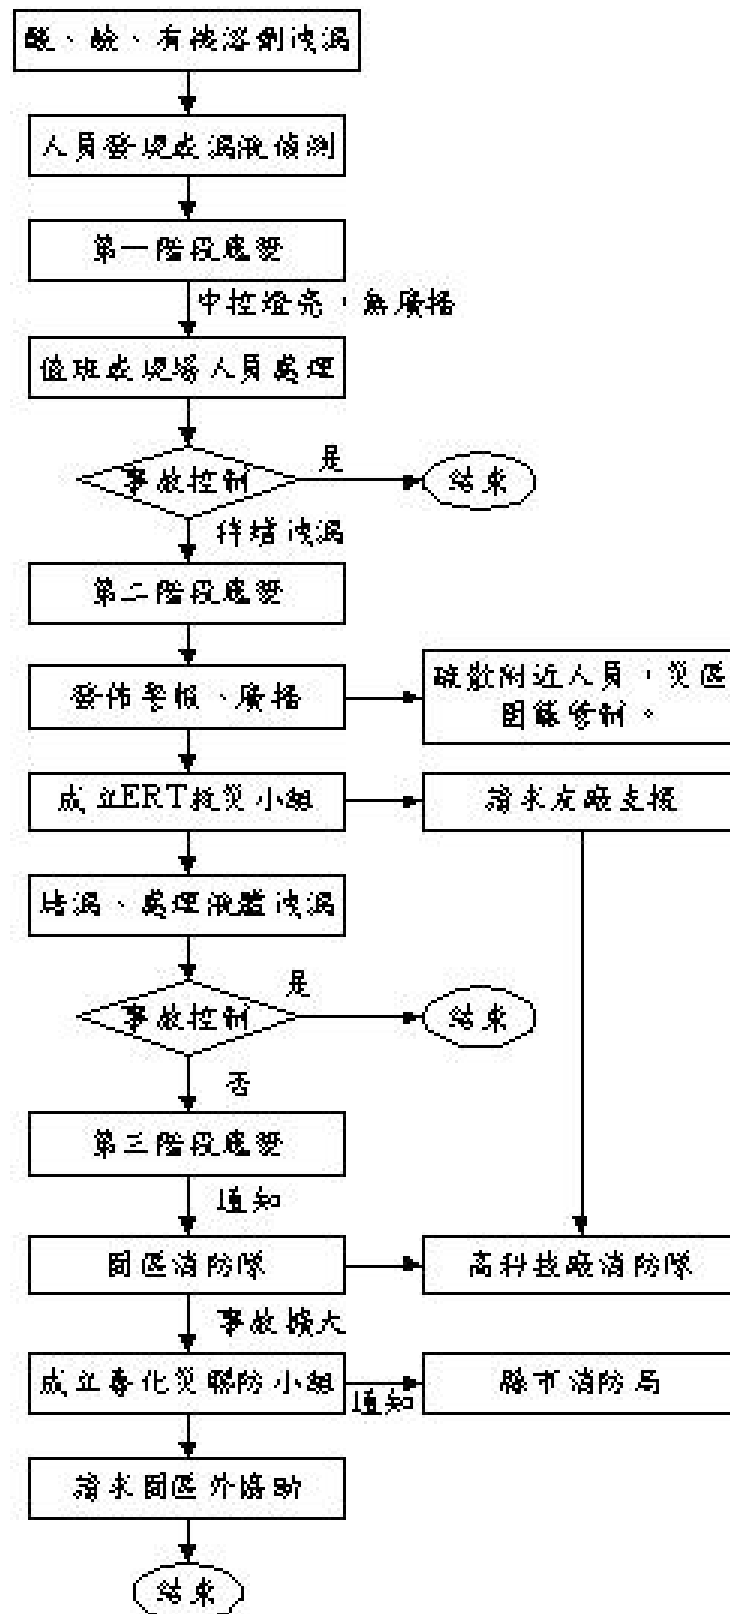 酸、鹼、有機溶劑洩漏
人員發現或漏液偵測
第一階段應變
中控燈亮，無廣播
值班或現場人員處理
事故控制
是
結束
持續洩漏
第二階段應變
發佈警報、廣播
疏散附近人員，災區
圍籬管制。
成立ERT救災小組
請求友廠支援
堵漏、處理液體洩漏
事故控制
是
結束
否
第三階段應變
通知
園區消防隊
高科技廠消防隊
事故擴大
成立毒化災聯防小組
通知
縣市消防局
請求園區外協助
結束